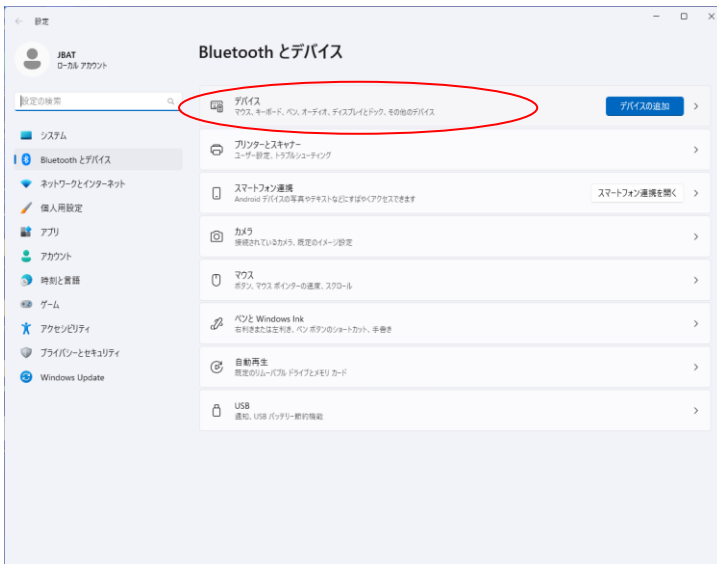 設定
JBAT
ローカル アカウント
設定の検索
システム
Bluetooth とデバイス
ネットワークとインターネット
個人用設定
アプリ
アカウント
時刻と言語
ゲーム
アクセシビリティ
プライバシーとセキュリティ
Windows Update
Bluetooth とデバイス
デバイス
マウス、キーボード、ペン、オーディオ、ディスプレイとドック、その他のデバイス
デバイスの追加
プリンターとスキャナー
ユーザー設定、トラブルシューティング
スマートフォン連携
Android デバイスの写真やテキストなどにすばやくアクセスできます
スマートフォン連携を開く
カメラ
接続されているカメラ、既定のイメージ設定
マウス
ボタン、マウス ポインターの速度、スクロール
ペンと Windows Ink
右利きまたは左利き、ペン ボタンのショートカット、手書き
自動再生
既定のリムーバブル ドライブとメモリ カード
USB
通知、USB バッテリー節約機能